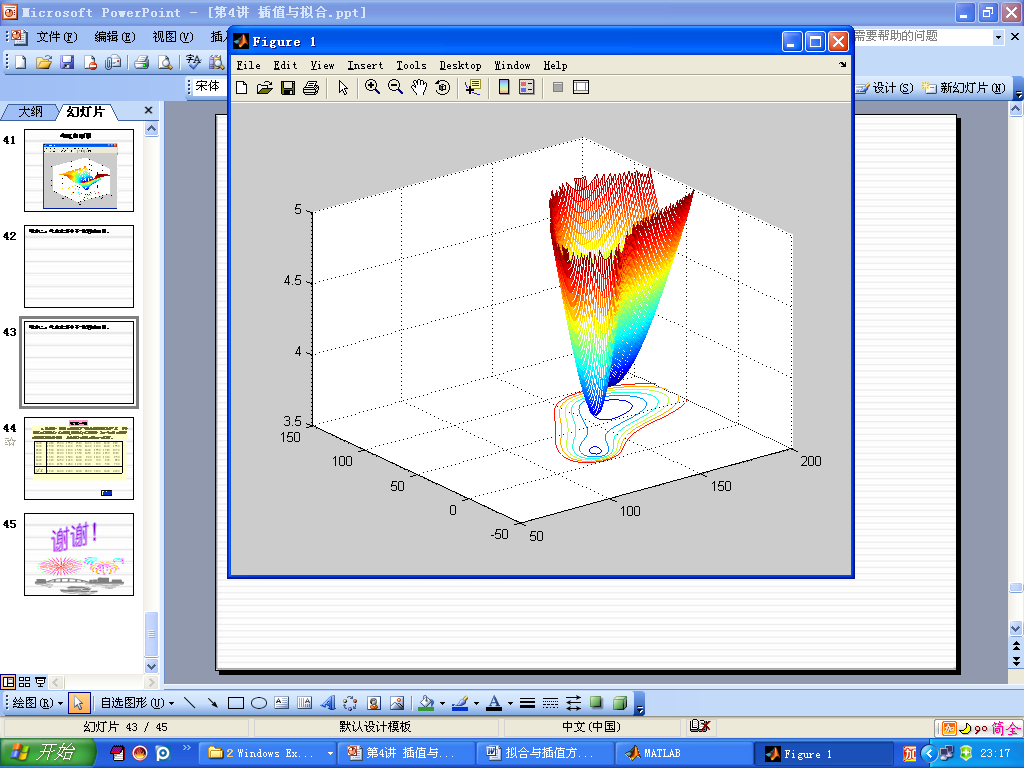 Microsoft PowerPoint - [第4讲 插值与拟合.ppt]
文件(F) 编辑(E) 视图(V) 插
需要帮助的问题
宋体
设计(S) 新幻灯片(N)
大纲 幻灯片
41
42
43
44
45
谢谢!
Figure 1
File Edit View Insert Tools Desktop Window Help
5
4.5
4
3.5
150
100
50
0
-50
50
100
150
200
绘图(R) 自选图形(U)
幻灯片 43 / 45 默认设计模板 中文(中国)
简 全
开始 2 Windows Ex... 第4讲 插值与... 拟合与插值方... MATLAB Figure 1 23:17